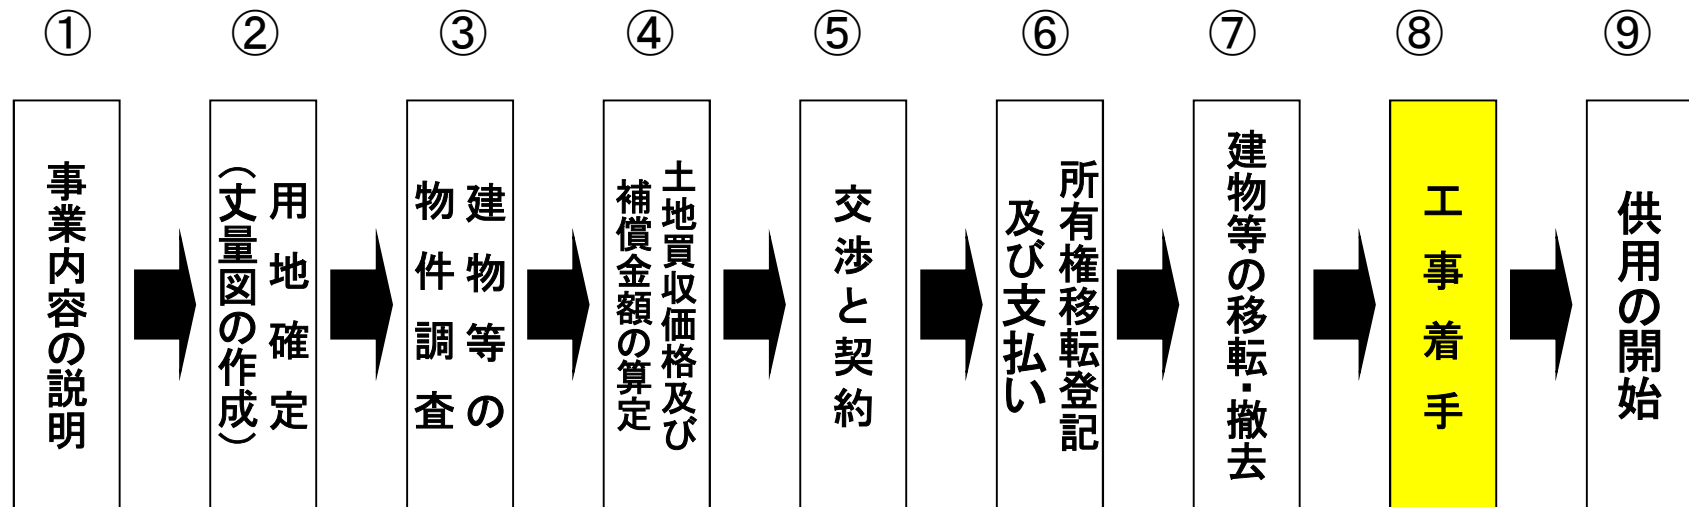 ①
②
③
④
⑤
⑥
⑦
⑧
⑨
事業内容の説明
用地確定
（丈量図の作成）
建物等の
物件調査
土地買収価格及び
補償金額の算定
交渉と契約
所有権移転登記
及び支払い
建物等の移転・撤去
工事着手
供用の開始